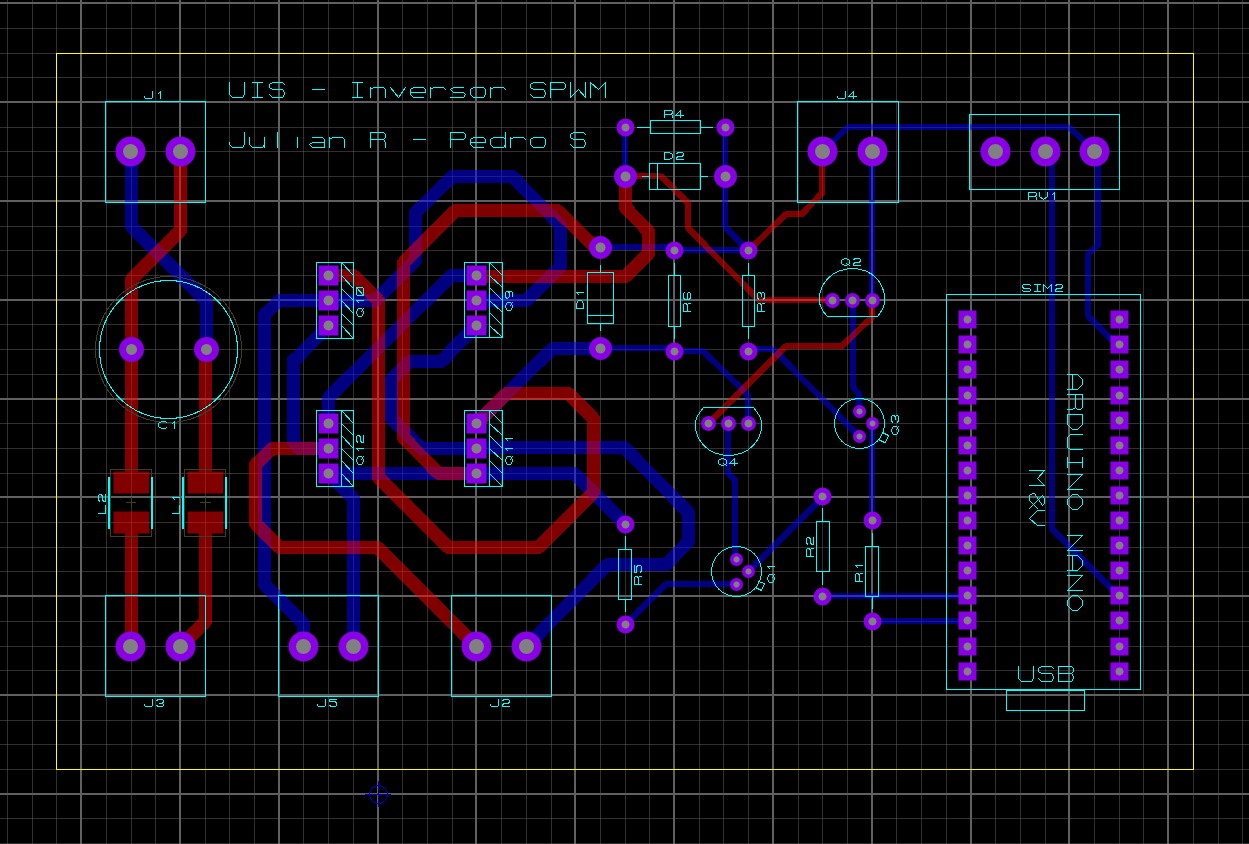 J1
UIS - Inversor SPWM
Julian R - Pedro S
R4
D2
J4
RV1
Q2
SIM2
Q10
Q9
D1
R6
R3
C1
Q12
Q11
Q4
Q3
ARDUINO NANO
M&V
L2
L1
R2
R1
R5
Q1
USB
J3
J5
J2